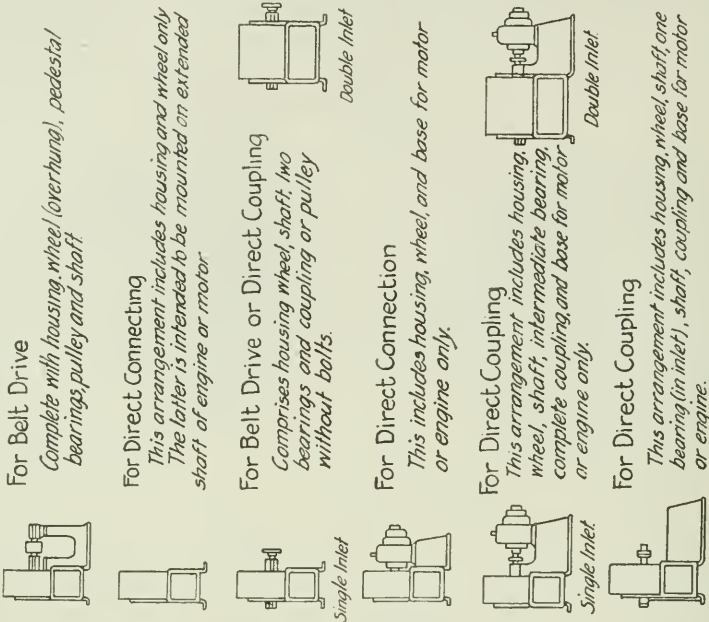 For Belt Drive
Complete with housing, wheel (overhung), pedestal
bearings, pulley and shaft
For Direct Connecting
This arrangement includes housing and wheel only
The latter is intended to be mounted on extended
shaft of engine or motor
Single Inlet
For Belt Drive or Direct Coupling
Comprises housing wheel, shaft, two
bearings and coupling or pulley
without bolts.
Double Inlet
For Direct Connection
This includes housing, wheel, and base for motor
or engine only.
Single Inlet.
For Direct Coupling
This arrangement includes housing,
wheel, shaft, intermediate bearing,
complete coupling, and base for motor
or engine only.
Double Inlet.
For Direct Coupling
This arrangement includes housing, wheel, shaft, one
bearing (in inlet), shaft, coupling and base for motor
or engine.